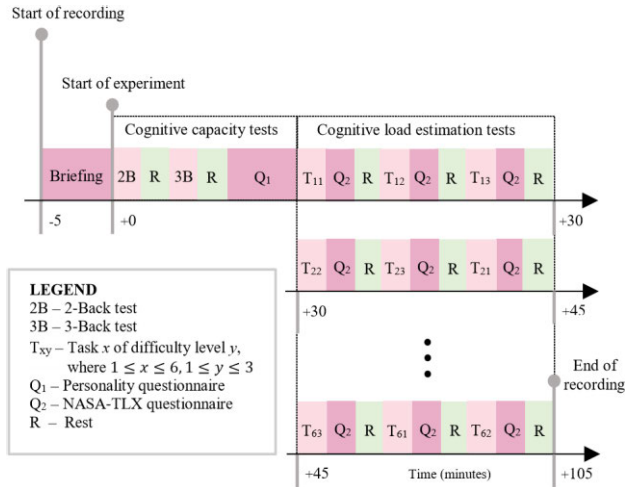 Start of recording
Start of experiment
Cognitive capacity tests
Cognitive load estimation tests
Briefing 2B R 3B R Q₁ T₁₁ Q₂ R T₁₂ Q₂ R T₁₃ Q₂ R
-5 +0 +30
T₂₂ Q₂ R T₂₃ Q₂ R T₂₁ Q₂ R
+30 +45
LEGEND
2B – 2-Back test
3B – 3-Back test
Txy – Task x of difficulty level y,
where 1 ≤ x ≤ 6, 1 ≤ y ≤ 3
Q₁ – Personality questionnaire
Q₂ – NASA-TLX questionnaire
R – Rest
End of
recording
T₆₃ Q₂ R T₆₁ Q₂ R T₆₂ Q₂ R
+45 Time (minutes) +105